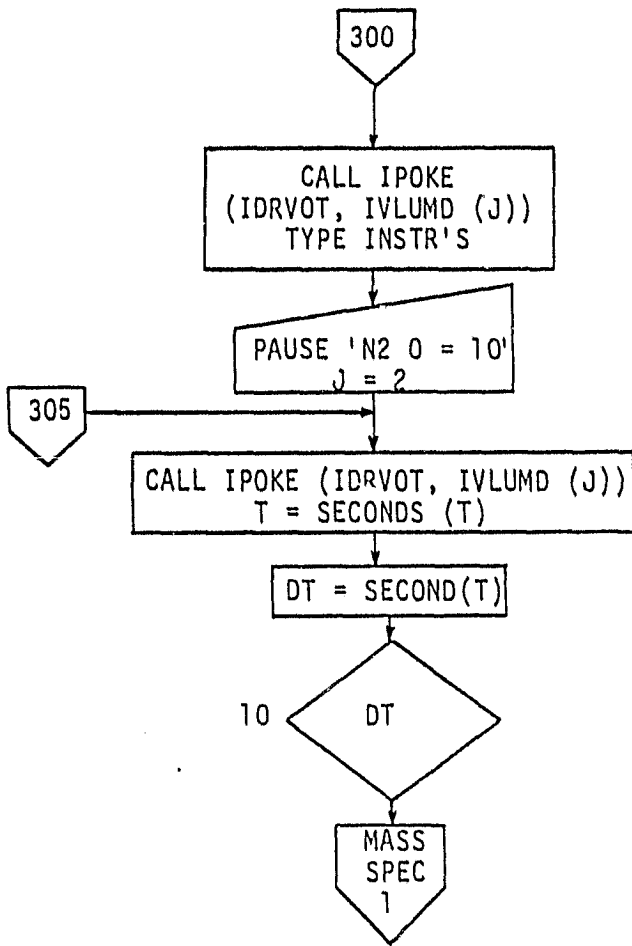 300
CALL IPOKE
(IDRVOT, IVLUMD (J))
TYPE INSTR'S
PAUSE 'N2 0 = 10'
J = 2
305
CALL IPOKE (IDRVOT, IVLUMD (J))
T = SECONDS (T)
DT = SECOND(T)
10 DT
MASS
SPEC
1